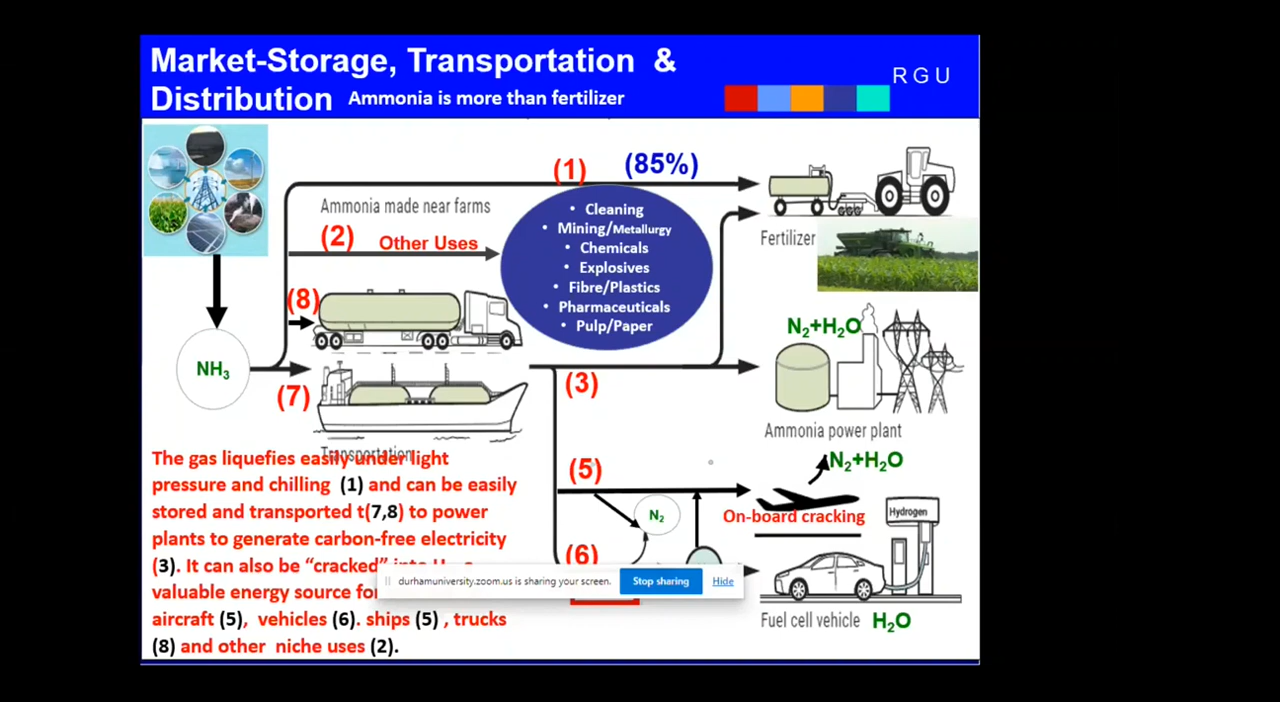 Market-Storage, Transportation &
Distribution Ammonia is more than fertilizer
R G U
(1) (85%)
Ammonia made near farms
(2) Other Uses
• Cleaning
• Mining/Metallurgy
• Chemicals
• Explosives
• Fibre/Plastics
• Pharmaceuticals
• Pulp/Paper
Fertilizer
(8)
NH₃
(7)
Transportation
(3)
N₂+H₂O
Ammonia power plant
(5)
N₂
N₂+H₂O
On-board cracking
Hydrogen
(6)
Fuel cell vehicle H₂O
The gas liquefies easily under light
pressure and chilling (1) and can be easily
stored and transported t(7,8) to power
plants to generate carbon-free electricity
(3). It can also be “cracked” into
valuable energy source for
aircraft (5), vehicles (6). ships (5) , trucks
(8) and other niche uses (2).
durhamuniversity.zoom.us is sharing your screen.
Stop sharing
Hide